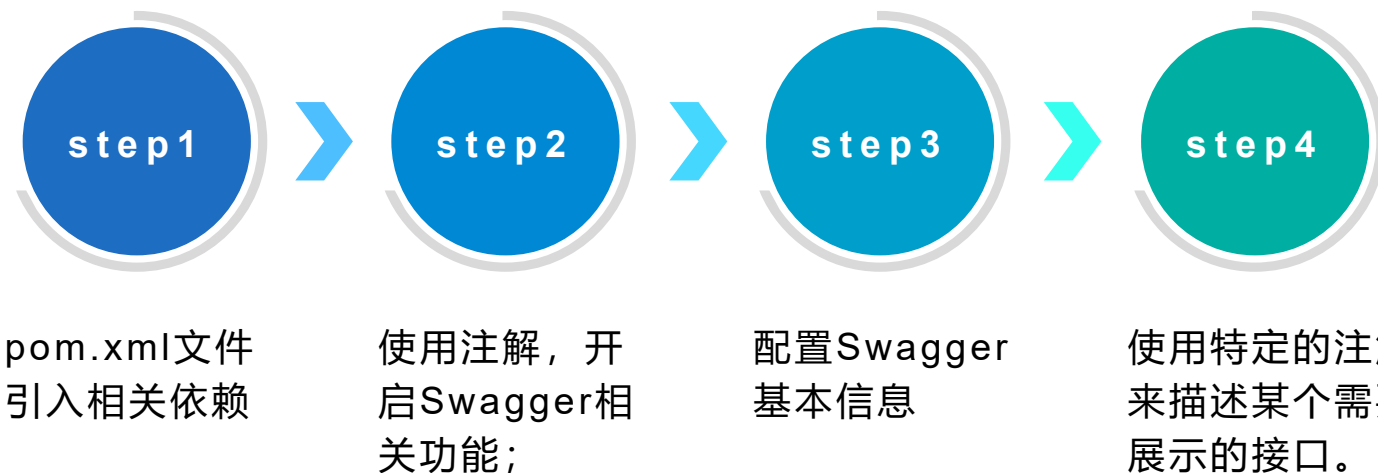 step1
step2
step3
step4
pom.xml文件
引入相关依赖
使用注解，开
启Swagger相
关功能；
配置Swagger
基本信息
使用特定的注
来描述某个需
展示的接口。